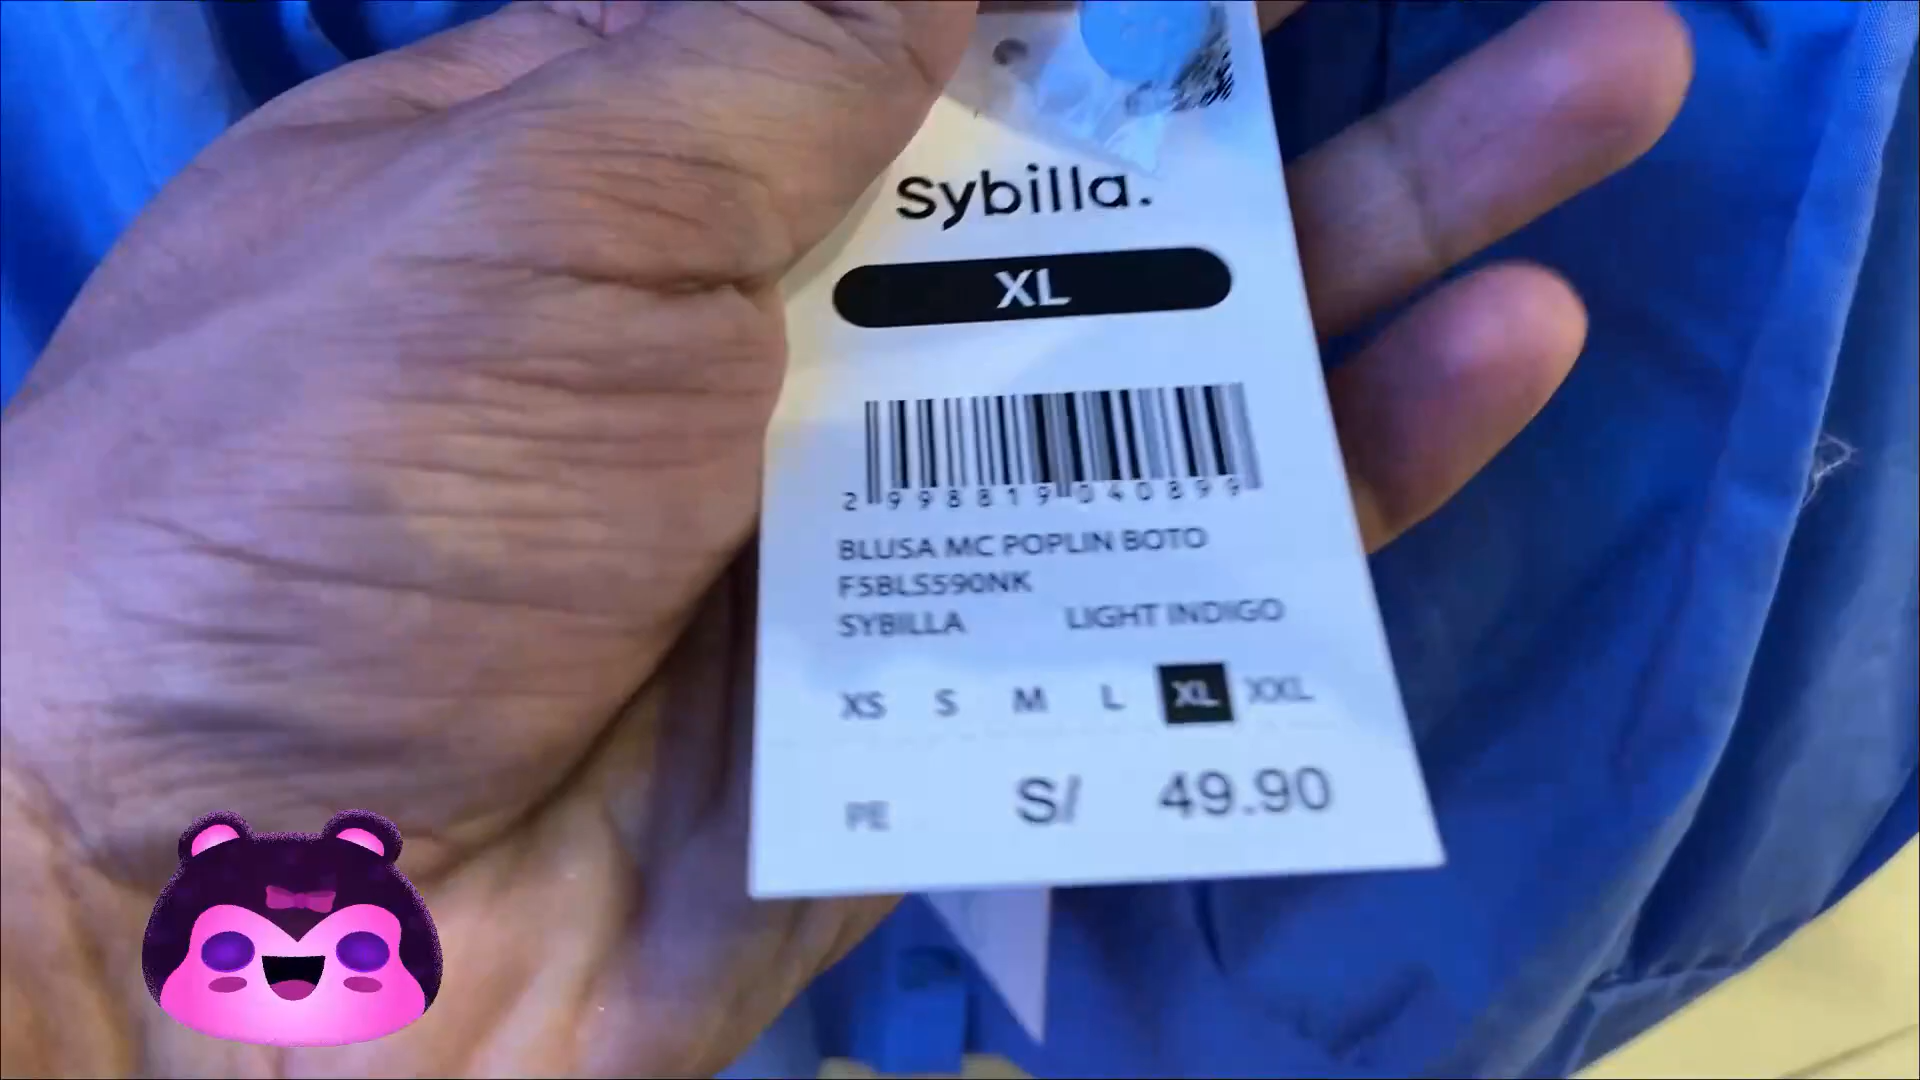 Sybilla.
XL
2998819040899
BLUSA MC POPLIN BOTO
F5BLS590NK
SYBILLA LIGHT INDIGO
XS S M L XL XXL
PE S/ 49.90